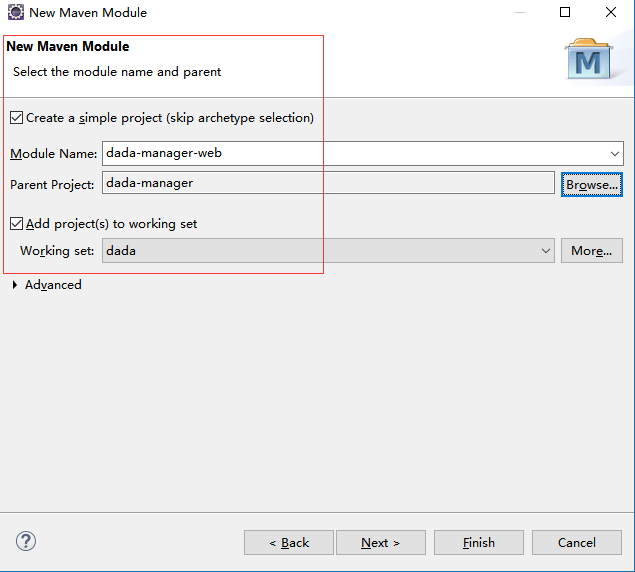 New Maven Module
New Maven Module
Select the module name and parent
M
Create a simple project (skip archetype selection)
Module Name: dada-manager-web
Parent Project: dada-manager Browse...
Add project(s) to working set
Working set: dada More...
Advanced
? < Back Next > Finish Cancel